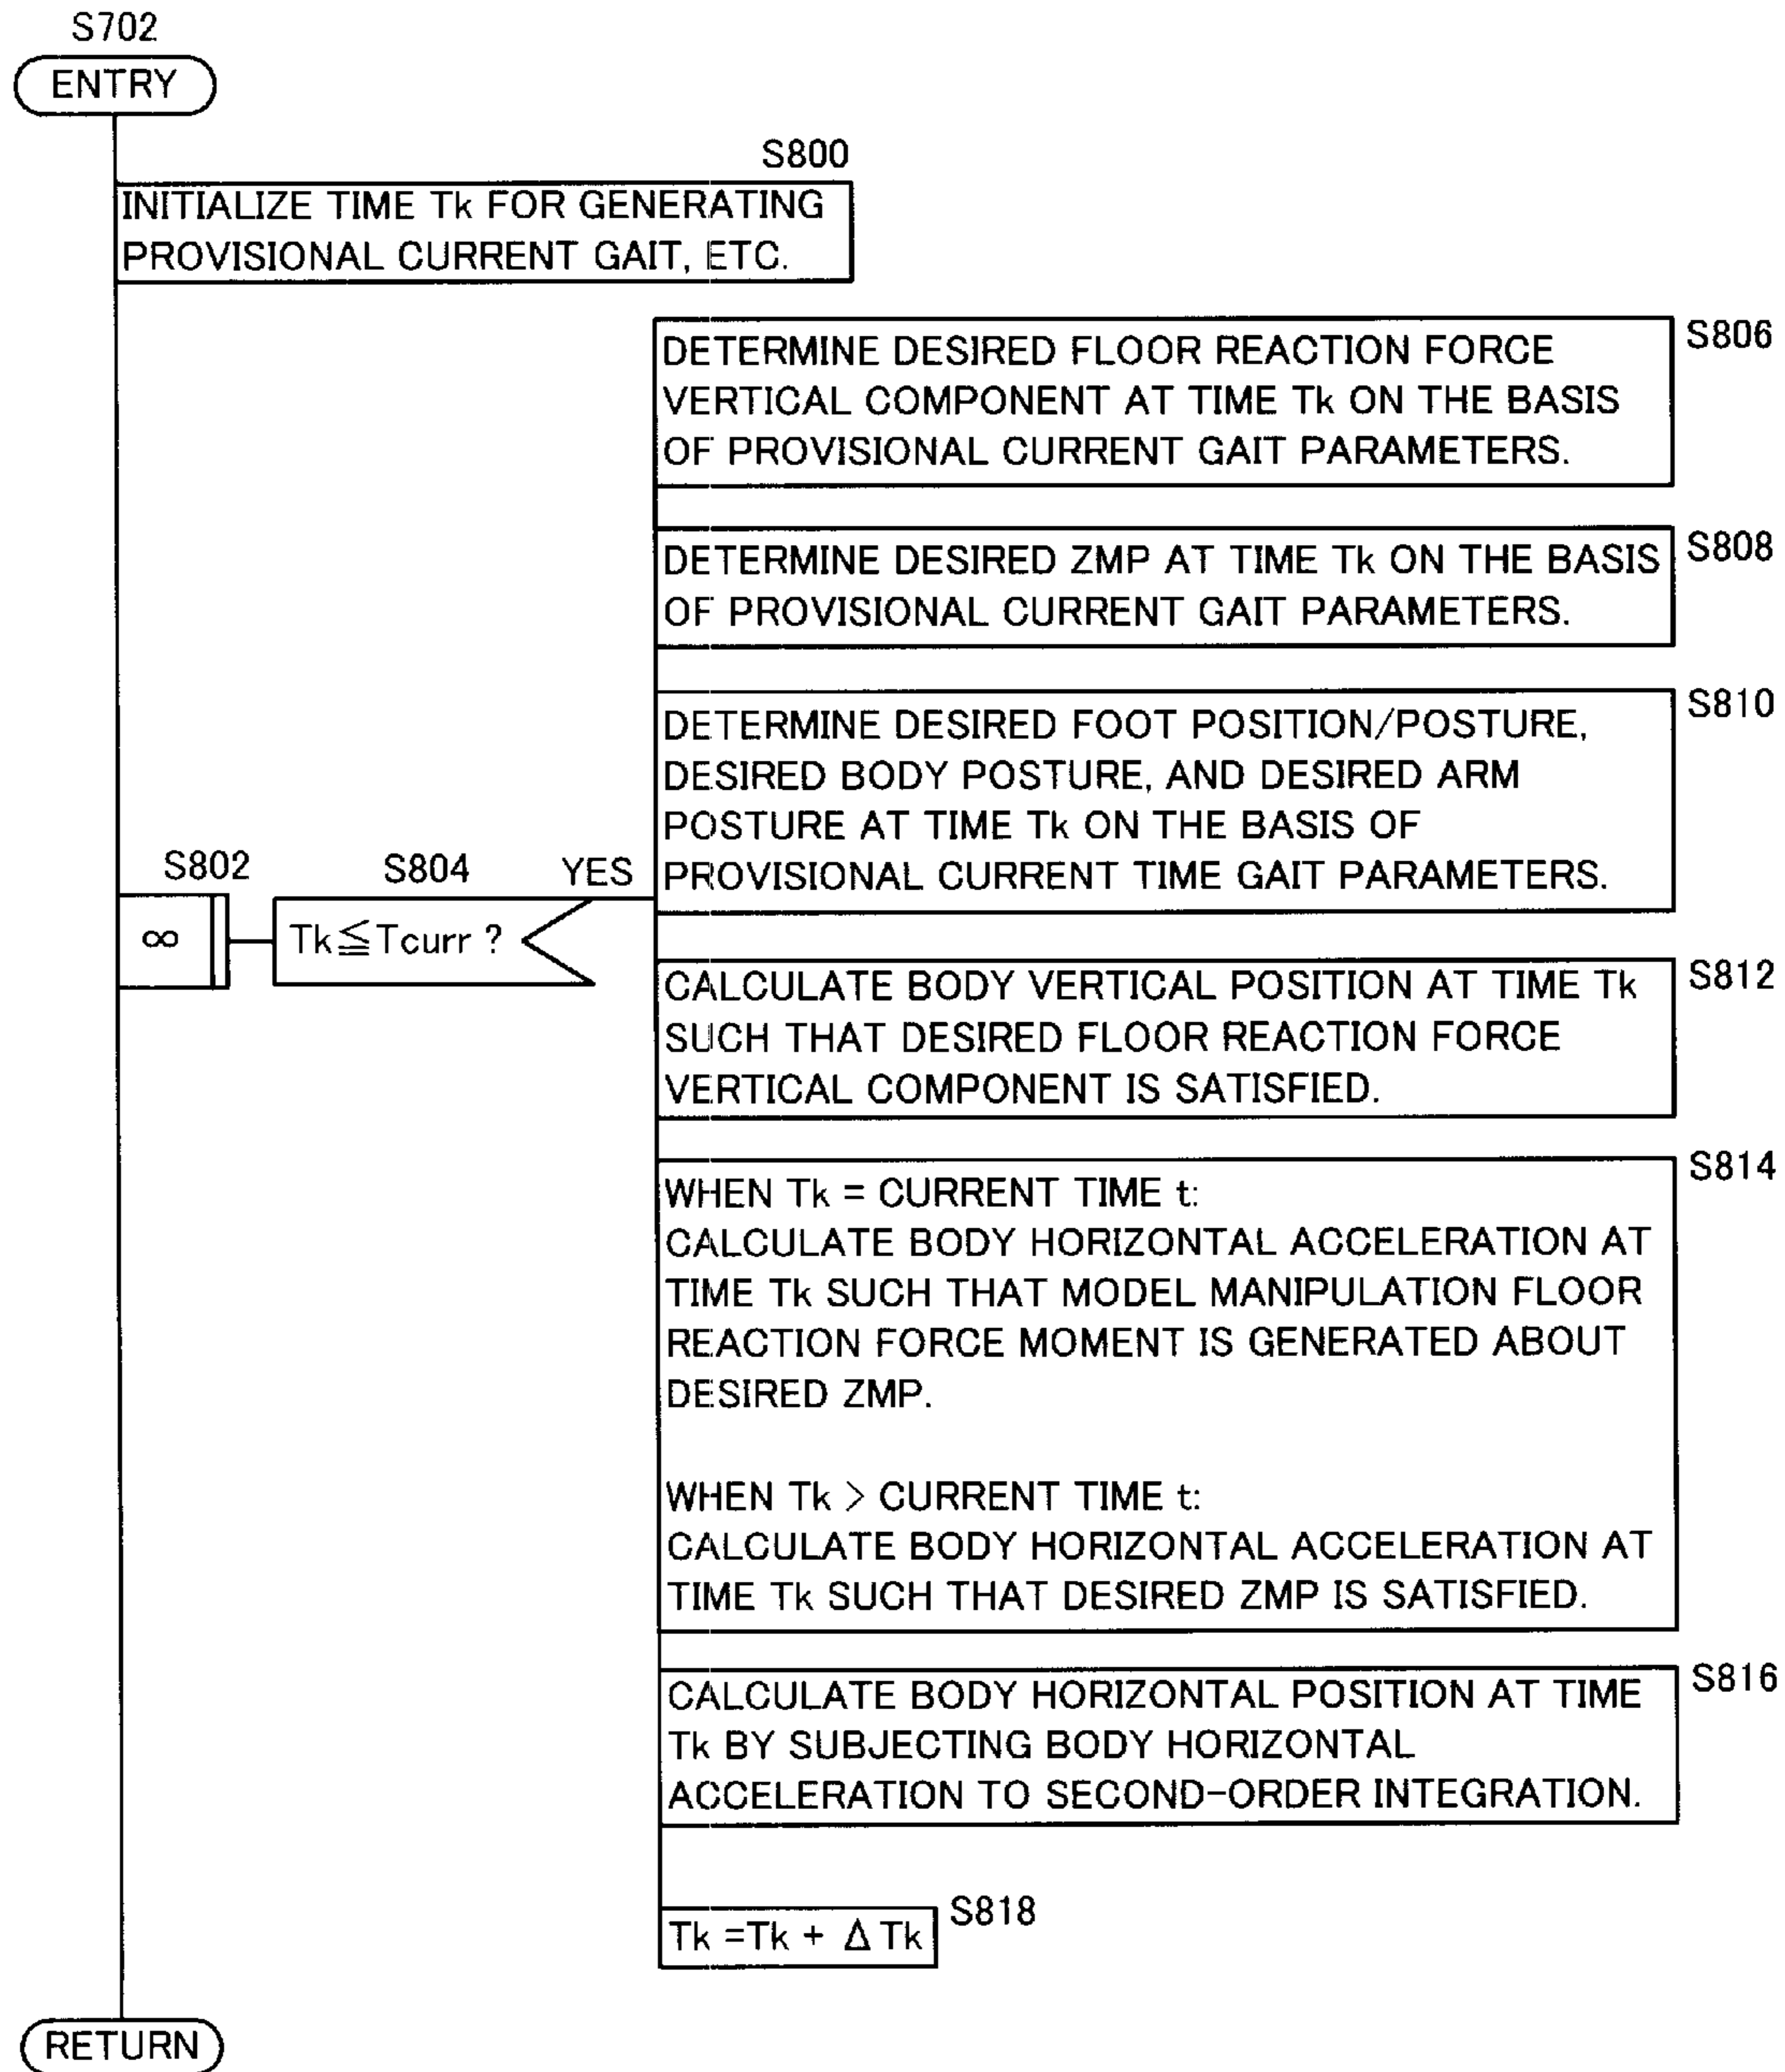 S702
ENTRY
S800
INITIALIZE TIME Tk FOR GENERATING
PROVISIONAL CURRENT GAIT, ETC.
S806
DETERMINE DESIRED FLOOR REACTION FORCE
VERTICAL COMPONENT AT TIME Tk ON THE BASIS
OF PROVISIONAL CURRENT GAIT PARAMETERS.
S808
DETERMINE DESIRED ZMP AT TIME Tk ON THE BASIS
OF PROVISIONAL CURRENT GAIT PARAMETERS.
S810
DETERMINE DESIRED FOOT POSITION/POSTURE,
DESIRED BODY POSTURE, AND DESIRED ARM
POSTURE AT TIME Tk ON THE BASIS OF
PROVISIONAL CURRENT TIME GAIT PARAMETERS.
S802
∞
S804
Tk≦Tcurr ?
YES
S812
CALCULATE BODY VERTICAL POSITION AT TIME Tk
SUCH THAT DESIRED FLOOR REACTION FORCE
VERTICAL COMPONENT IS SATISFIED.
S814
WHEN Tk = CURRENT TIME t:
CALCULATE BODY HORIZONTAL ACCELERATION AT
TIME Tk SUCH THAT MODEL MANIPULATION FLOOR
REACTION FORCE MOMENT IS GENERATED ABOUT
DESIRED ZMP.
WHEN Tk > CURRENT TIME t:
CALCULATE BODY HORIZONTAL ACCELERATION AT
TIME Tk SUCH THAT DESIRED ZMP IS SATISFIED.
S816
CALCULATE BODY HORIZONTAL POSITION AT TIME
Tk BY SUBJECTING BODY HORIZONTAL
ACCELERATION TO SECOND-ORDER INTEGRATION.
S818
Tk =Tk + Δ Tk
RETURN